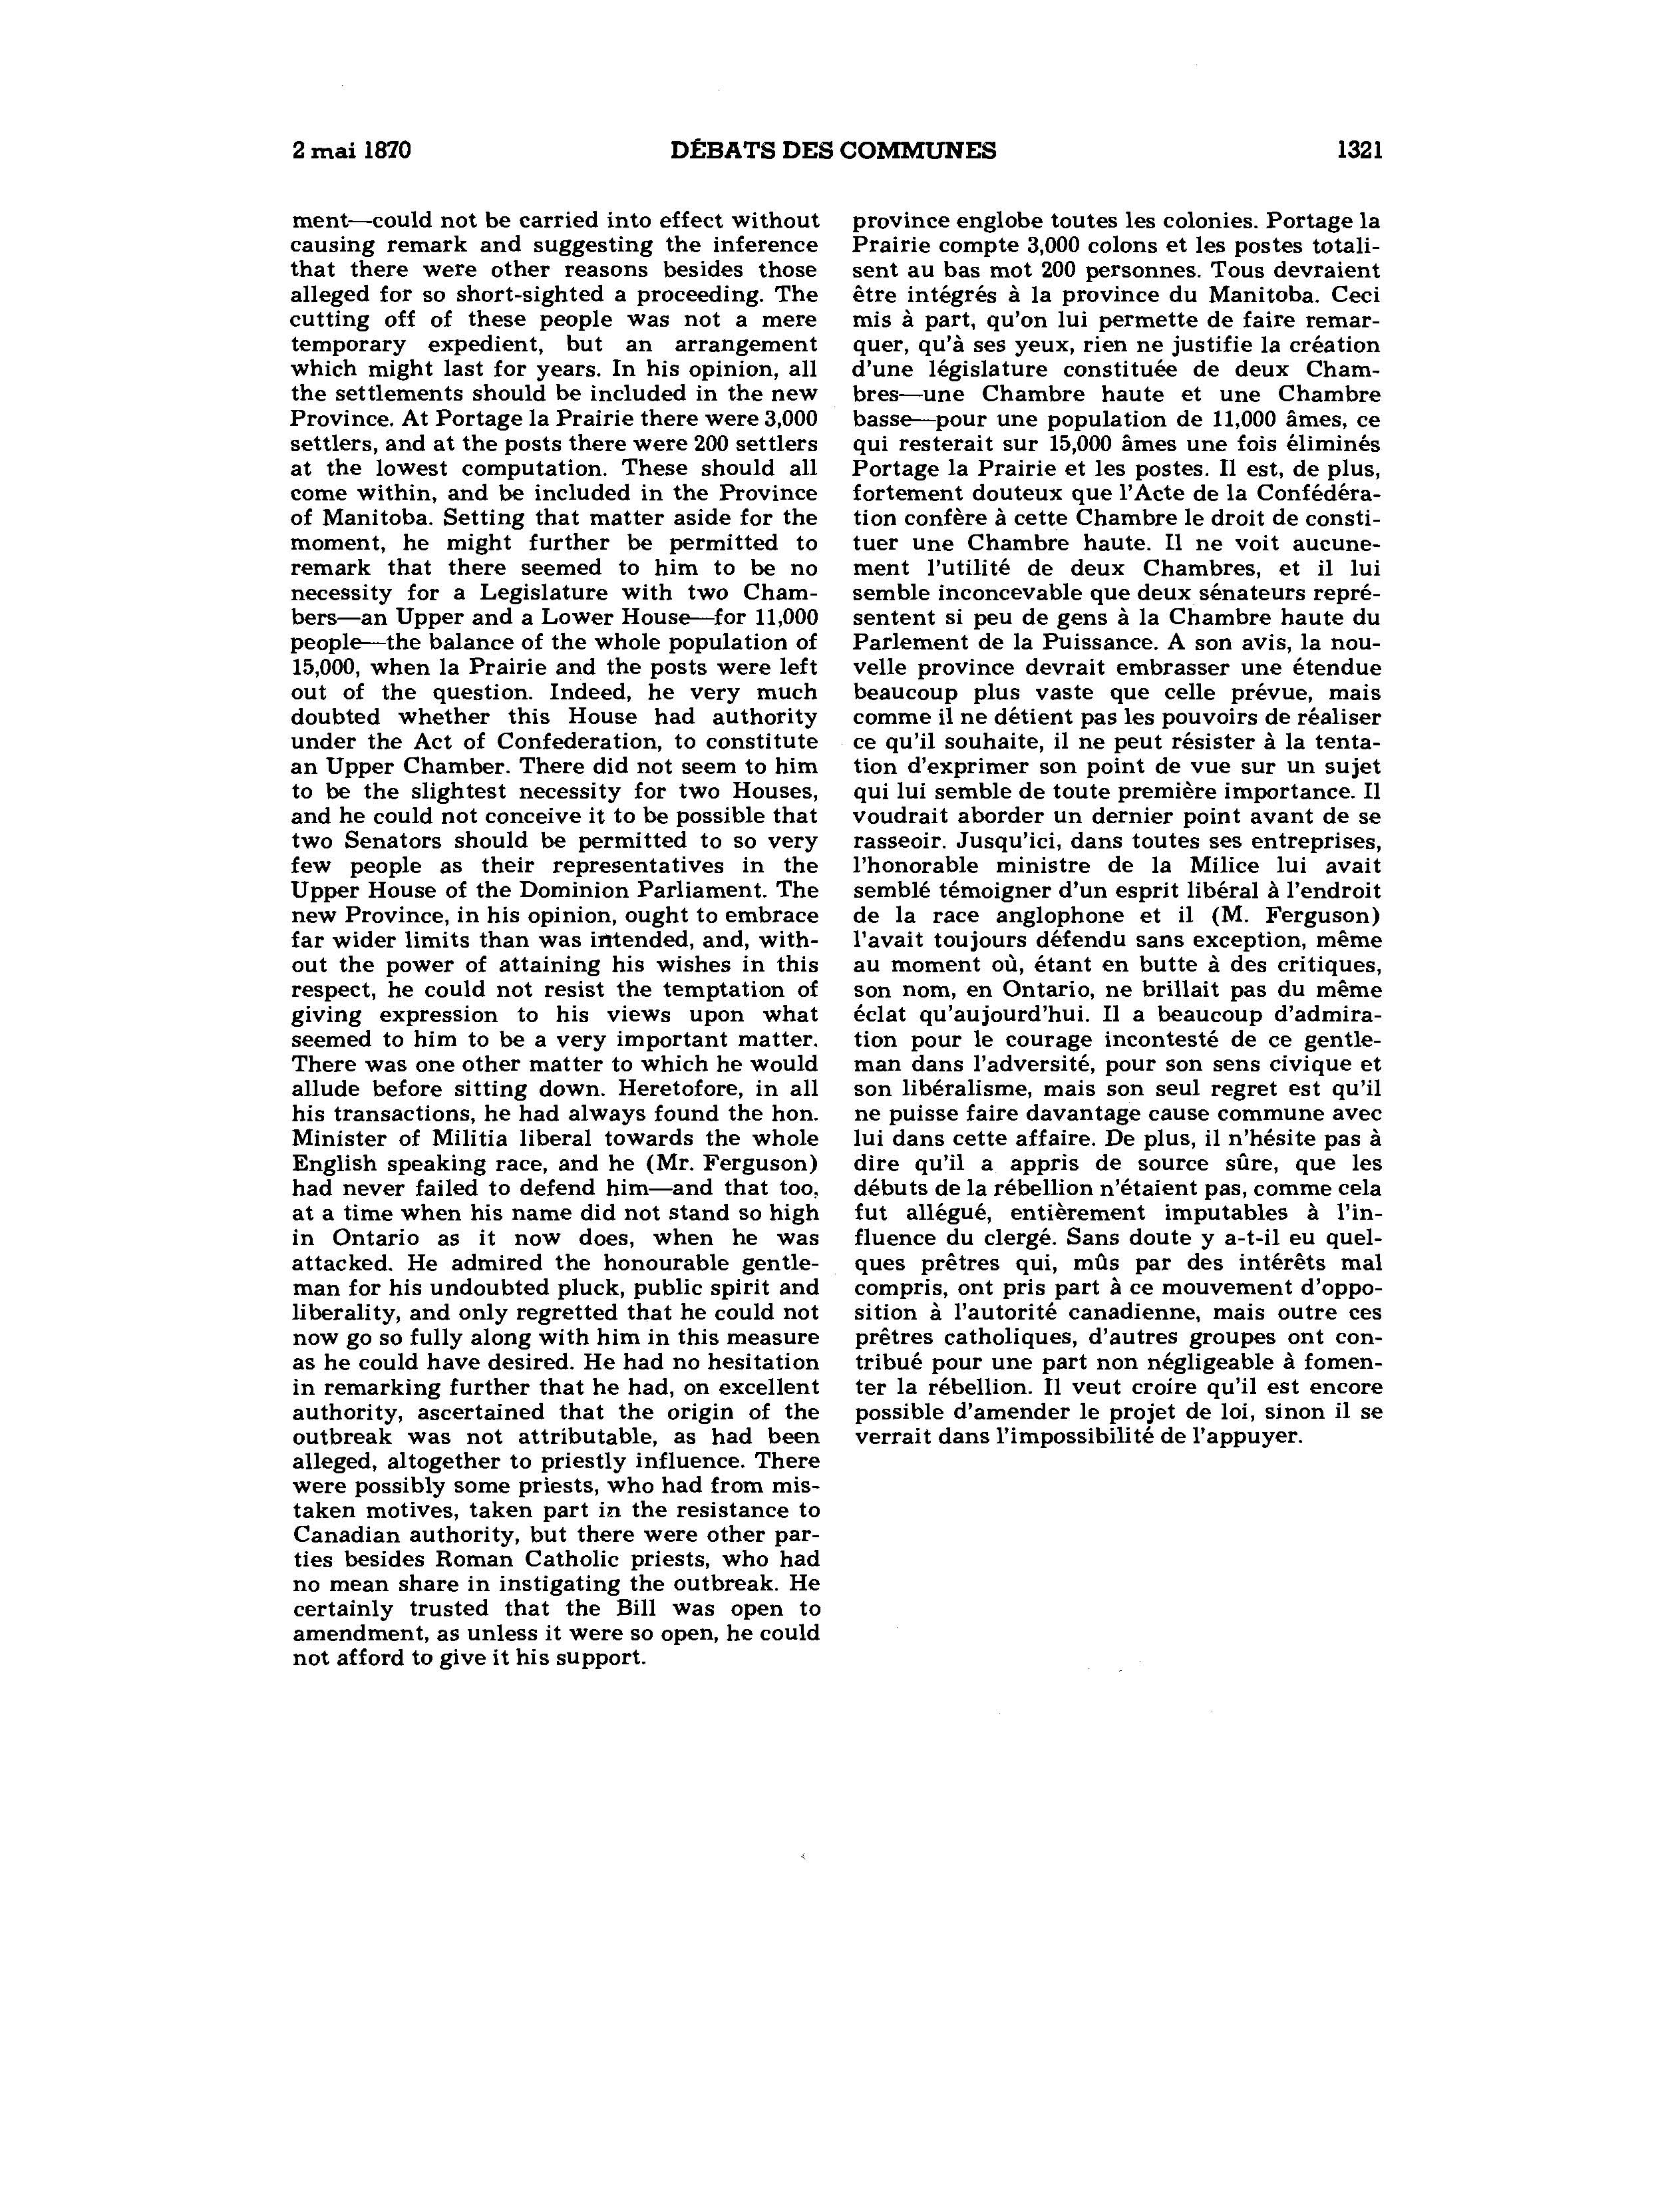 2 mai 1870 DÉBATS DES COMMUNES 1321
ment—could not be carried into effect without
causing remark and suggesting the inference
that there were other reasons besides those
alleged for so short-sighted a proceeding. The
cutting off of these people was not a mere
temporary expedient, but an arrangement
which might last for years. In his opinion, all
the settlements should be included in the new
Province. At Portage la Prairie there were 3,000
settlers, and at the posts there were 200 settlers
at the lowest computation. These should all
come within, and be included in the Province
of Manitoba. Setting that matter aside for the
moment, he might further be permitted to
remark that there seemed to him to be no
necessity for a Legislature with two Cham-
bers—an Upper and a Lower House—for 11,000
people—the balance of the whole population of
15,000, when la Prairie and the posts were left
out of the question. Indeed, he very much
doubted whether this House had authority
under the Act of Confederation, to constitute
an Upper Chamber. There did not seem to him
to be the slightest necessity for two Houses,
and he could not conceive it to be possible that
two Senators should be permitted to so very
few people as their representatives in the
Upper House of the Dominion Parliament. The
new Province, in his opinion, ought to embrace
far wider limits than was intended, and, with-
out the power of attaining his wishes in this
respect, he could not resist the temptation of
giving expression to his views upon what
seemed to him to be a very important matter.
There was one other matter to which he would
allude before sitting down. Heretofore, in all
his transactions, he had always found the hon.
Minister of Militia liberal towards the whole
English speaking race, and he (Mr. Ferguson)
had never failed to defend him—and that too,
at a time when his name did not stand so high
in Ontario as it now does, when he was
attacked. He admired the honourable gentle-
man for his undoubted pluck, public spirit and
liberality, and only regretted that he could not
now go so fully along with him in this measure
as he could have desired. He had no hesitation
in remarking further that he had, on excellent
authority, ascertained that the origin of the
outbreak was not attributable, as had been
alleged, altogether to priestly influence. There
were possibly some priests, who had from mis-
taken motives, taken part in the resistance to
Canadian authority, but there were other par-
ties besides Roman Catholic priests, who had
no mean share in instigating the outbreak. He
certainly trusted that the Bill was open to
amendment, as unless it were so open, he could
not afford to give it his support.
province englobe toutes les colonies. Portage la
Prairie compte 3,000 colons et les postes totali-
sent au bas mot 200 personnes. Tous devraient
être intégrés à la province du Manitoba. Ceci
mis à part, qu'on lui permette de faire remar-
quer, qu'à ses yeux, rien ne justifie la création
d'une législature constituée de deux Cham-
bres—une Chambre haute et une Chambre
basse—pour une population de 11,000 âmes, ce
qui resterait sur 15,000 âmes une fois éliminés
Portage la Prairie et les postes. Il est, de plus,
fortement douteux que l'Acte de la Confédéra-
tion confère à cette Chambre le droit de consti-
tuer une Chambre haute. Il ne voit aucune-
ment l'utilité de deux Chambres, et il lui
semble inconcevable que deux sénateurs repré-
sentent si peu de gens à la Chambre haute du
Parlement de la Puissance. A son avis, la nou-
velle province devrait embrasser une étendue
beaucoup plus vaste que celle prévue, mais
comme il ne détient pas les pouvoirs de réaliser
ce qu'il souhaite, il ne peut résister à la tenta-
tion d'exprimer son point de vue sur un sujet
qui lui semble de toute première importance. Il
voudrait aborder un dernier point avant de se
rasseoir. Jusqu'ici, dans toutes ses entreprises,
l'honorable ministre de la Milice lui avait
semblé témoigner d'un esprit libéral à l'endroit
de la race anglophone et il (M. Ferguson)
l'avait toujours défendu sans exception, même
au moment où, étant en butte à des critiques,
son nom, en Ontario, ne brillait pas du même
éclat qu'aujourd'hui. Il a beaucoup d'admira-
tion pour le courage incontesté de ce gentle-
man dans l'adversité, pour son sens civique et
son libéralisme, mais son seul regret est qu'il
ne puisse faire davantage cause commune avec
lui dans cette affaire. De plus, il n'hésite pas à
dire qu'il a appris de source sûre, que les
débuts de la rébellion n'étaient pas, comme cela
fut allégué, entièrement imputables à l'in-
fluence du clergé. Sans doute y a-t-il eu quel-
ques prêtres qui, mûs par des intérêts mal
compris, ont pris part à ce mouvement d'oppo-
sition à l'autorité canadienne, mais outre ces
prêtres catholiques, d'autres groupes ont con-
tribué pour une part non négligeable à fomen-
ter la rébellion. Il veut croire qu'il est encore
possible d'amender le projet de loi, sinon il se
verrait dans l'impossibilité de l'appuyer.